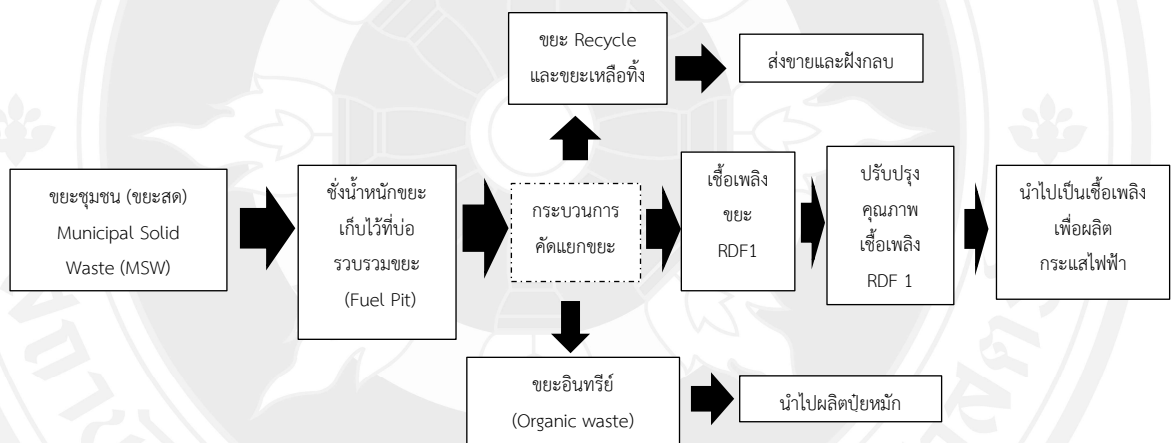 ขยะ Recycle
และขยะเหลือทิ้ง
ส่งขายและฝังกลบ
ขยะชุมชน (ขยะสด)
Municipal Solid
Waste (MSW)
ชั่งน้ำหนักขยะ
เก็บไว้ที่บ่อ
รวบรวมขยะ
(Fuel Pit)
กระบวนการ
คัดแยกขยะ
เชื้อเพลิง
ขยะ
RDF1
ปรับปรุง
คุณภาพ
เชื้อเพลิง
RDF 1
นำไปเป็นเชื้อเพลิง
เพื่อผลิต
กระแสไฟฟ้า
ขยะอินทรีย์
(Organic waste)
นำไปผลิตปุ๋ยหมัก